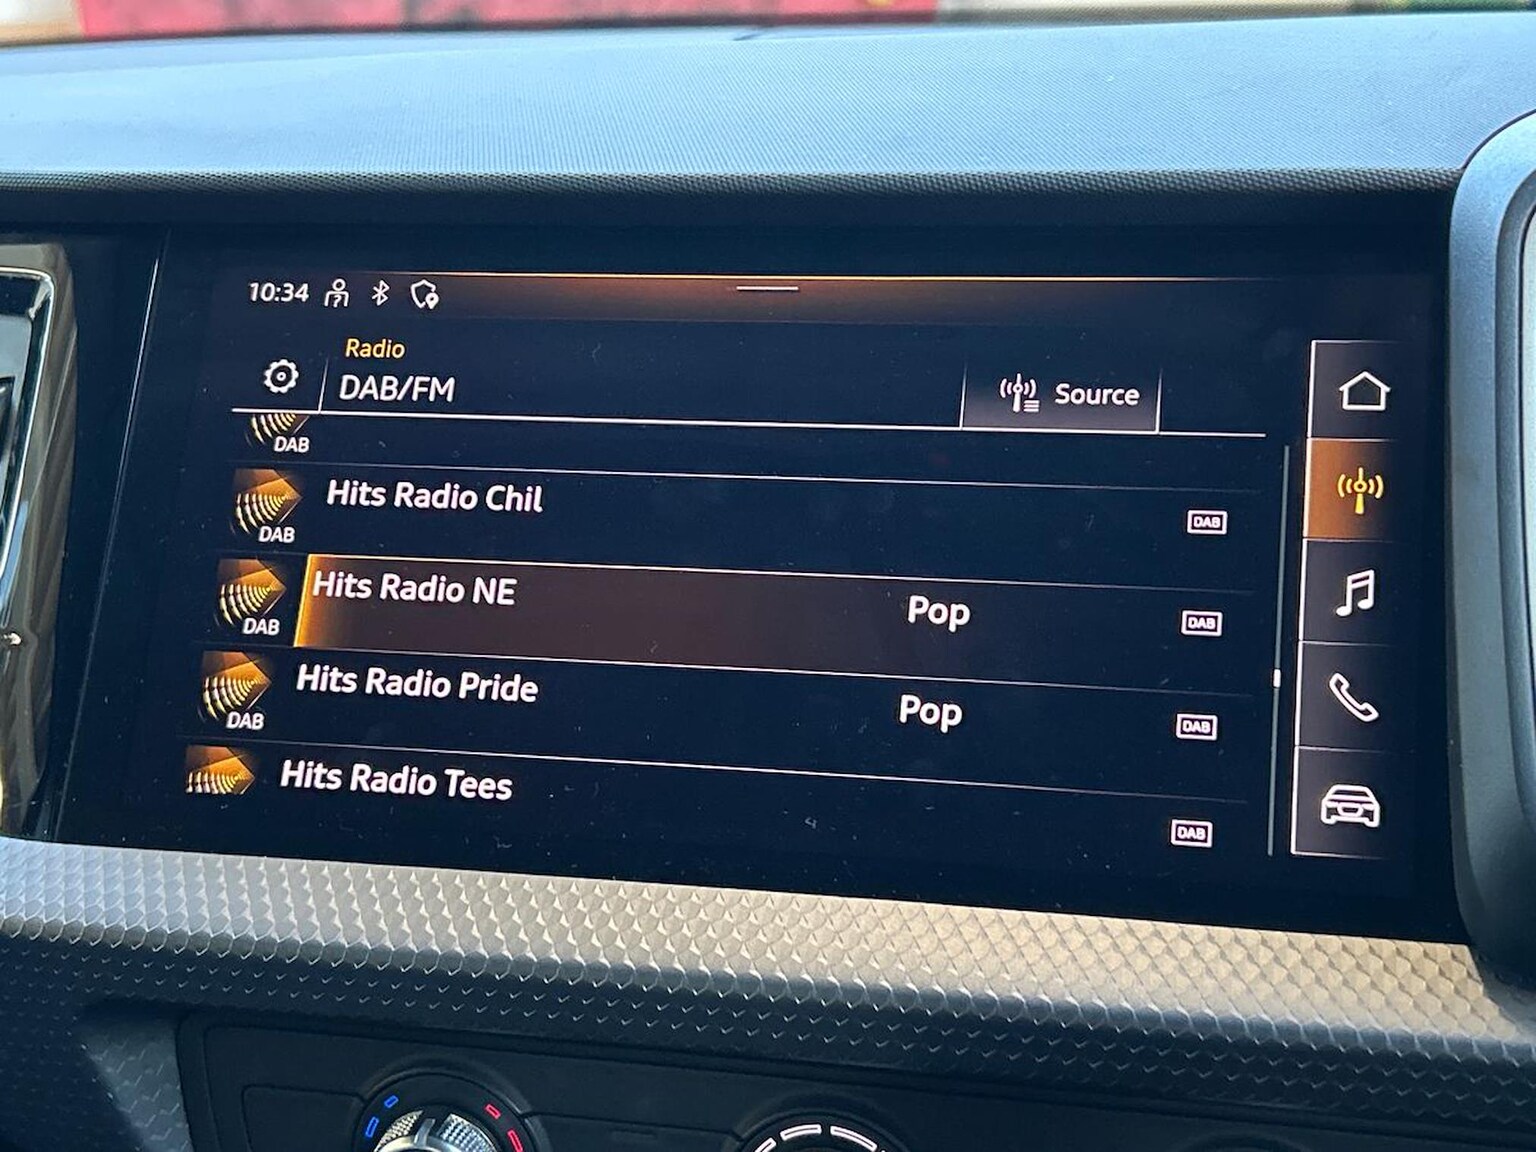 10:34
Radio
DAB/FM
Source
DAB
Hits Radio Chil
DAB
DAB
Hits Radio NE
Pop
DAB
DAB
Hits Radio Pride
Pop
DAB
DAB
Hits Radio Tees
DAB